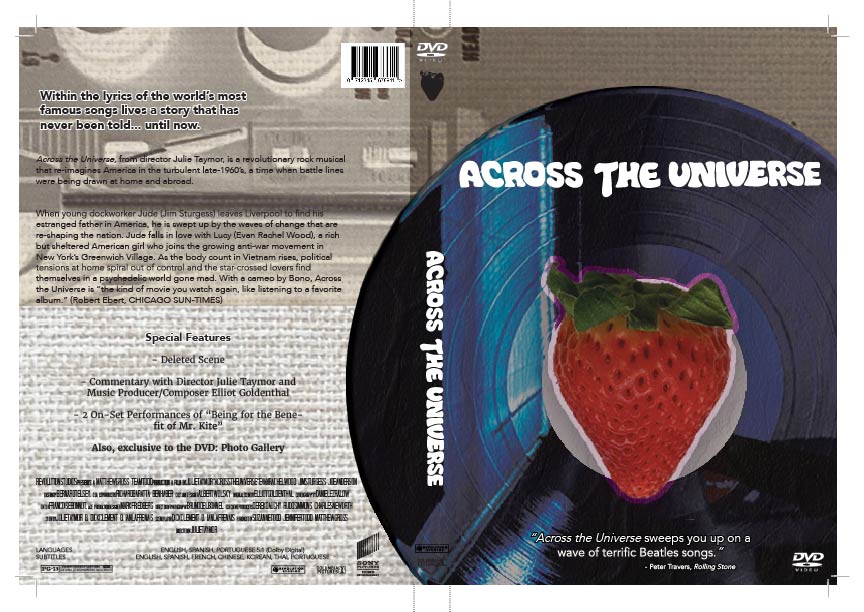 Within the lyrics of the world's most
famous songs lives a story that has
never been told... until now.
Across the Universe, from director Julie Taymor, is a revolutionary rock musical
that re-imagines America in the turbulent late-1960's, a time when battle lines
were being drawn at home and abroad.
When young dockworker Jude (Jim Sturgess) leaves Liverpool to find his
estranged father in America, he is swept up by the waves of change that are
re-shaping the nation. Jude falls in love with Lucy (Evan Rachel Wood), a rich
but sheltered American girl who joins the growing anti-war movement in
New York's Greenwich Village. As the body count in Vietnam rises, political
tensions at home spiral out of control and the star-crossed lovers find
themselves in a psychedelic world gone mad. With a cameo by Bono, Across
the Universe is "the kind of movie you watch again, like listening to a favorite
album." (Robert Ebert, CHICAGO SUN-TIMES)
Special Features
- Deleted Scene
- Commentary with Director Julie Taymor and
Music Producer/Composer Elliot Goldenthal
- 2 On-Set Performances of "Being for the Bene-
fit of Mr. Kite"
Also, exclusive to the DVD: Photo Gallery
LANGUAGES ENGLISH, SPANISH, PORTUGUESE 5.1 (Dolby Digital)
SUBTITLES ENGLISH, SPANISH, FRENCH, CHINESE, KOREAN, THAI, PORTUGUESE
PG-13
SONY
DVD
VIDEO
ACROSS THE UNIVERSE
ACROSS THE UNIVERSE
"Across the Universe sweeps you up on a
wave of terrific Beatles songs."
- Peter Travers, Rolling Stone
DVD
VIDEO